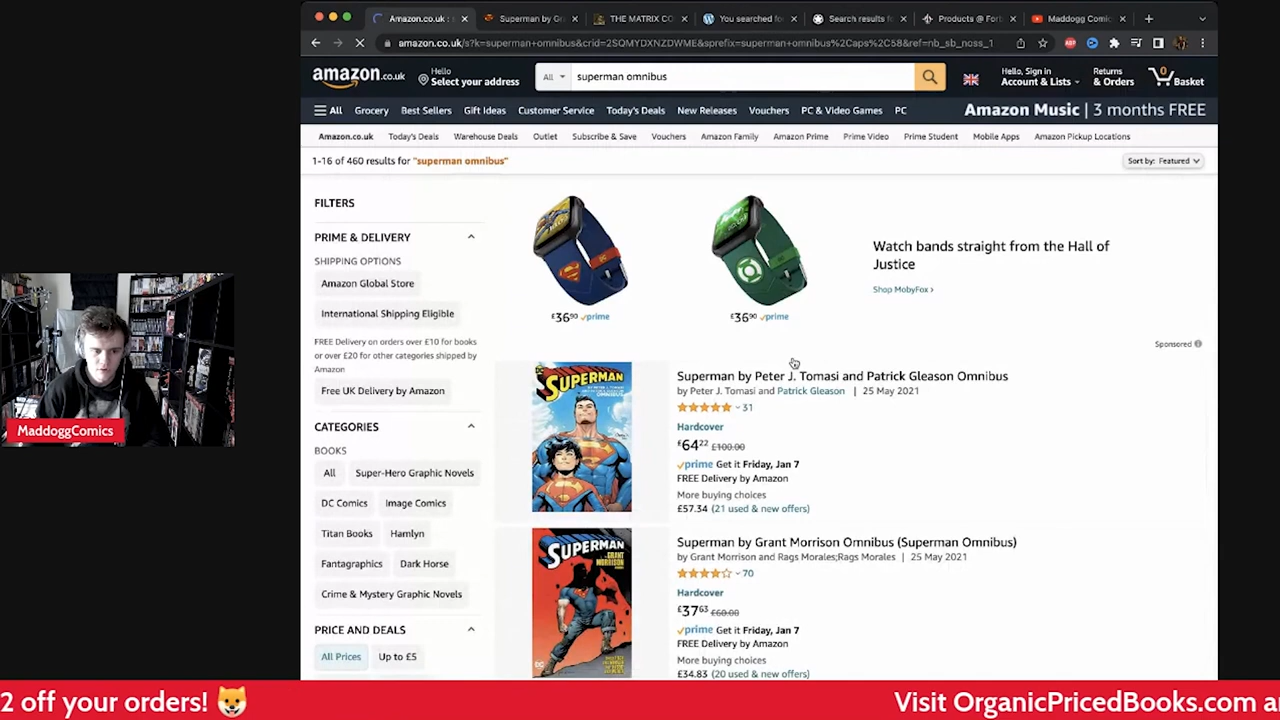 Amazon.co.uk : s
Superman by Gr
THE MATRIX CO
You searched fo
Search results fo
Products @ Forb
Maddogg Comic
amazon.co.uk/s?k=superman+omnibus&crid=2SQMYDXNZDWME&sprefix=superman+omnibus%2Caps%2C58&ref=nb_sb_noss_1
amazon.co.uk
Hello
Select your address
All
superman omnibus
Hello, Sign in
Account & Lists
Returns
& Orders
0
Basket
All
Grocery
Best Sellers
Gift Ideas
Customer Service
Today's Deals
New Releases
Vouchers
PC & Video Games
PC
Amazon Music | 3 months FREE
Amazon.co.uk
Today's Deals
Warehouse Deals
Outlet
Subscribe & Save
Vouchers
Amazon Family
Amazon Prime
Prime Video
Prime Student
Mobile Apps
Amazon Pickup Locations
1-16 of 460 results for "superman omnibus"
Sort by: Featured
FILTERS
PRIME & DELIVERY
SHIPPING OPTIONS
Amazon Global Store
International Shipping Eligible
FREE Delivery on orders over £10 for books
or over £20 for other categories shipped by
Amazon
Free UK Delivery by Amazon
CATEGORIES
BOOKS
All
Super-Hero Graphic Novels
DC Comics
Image Comics
Titan Books
Hamlyn
Fantagraphics
Dark Horse
Crime & Mystery Graphic Novels
PRICE AND DEALS
All Prices
Up to £5
£3690 prime
£3690 prime
Watch bands straight from the Hall of
Justice
Shop MobyFox ›
Sponsored
SUPERMAN
Superman by Peter J. Tomasi and Patrick Gleason Omnibus
by Peter J. Tomasi and Patrick Gleason | 25 May 2021
31
Hardcover
£6422 £100.00
prime Get it Friday, Jan 7
FREE Delivery by Amazon
More buying choices
£57.34 (21 used & new offers)
SUPERMAN
GRANT
MORRISON
Superman by Grant Morrison Omnibus (Superman Omnibus)
by Grant Morrison and Rags Morales;Rags Morales | 25 May 2021
70
Hardcover
£3763 £60.00
prime Get it Friday, Jan 7
FREE Delivery by Amazon
More buying choices
£34.83 (20 used & new offers)
MaddoggComics
2 off your orders!
Visit OrganicPricedBooks.com a